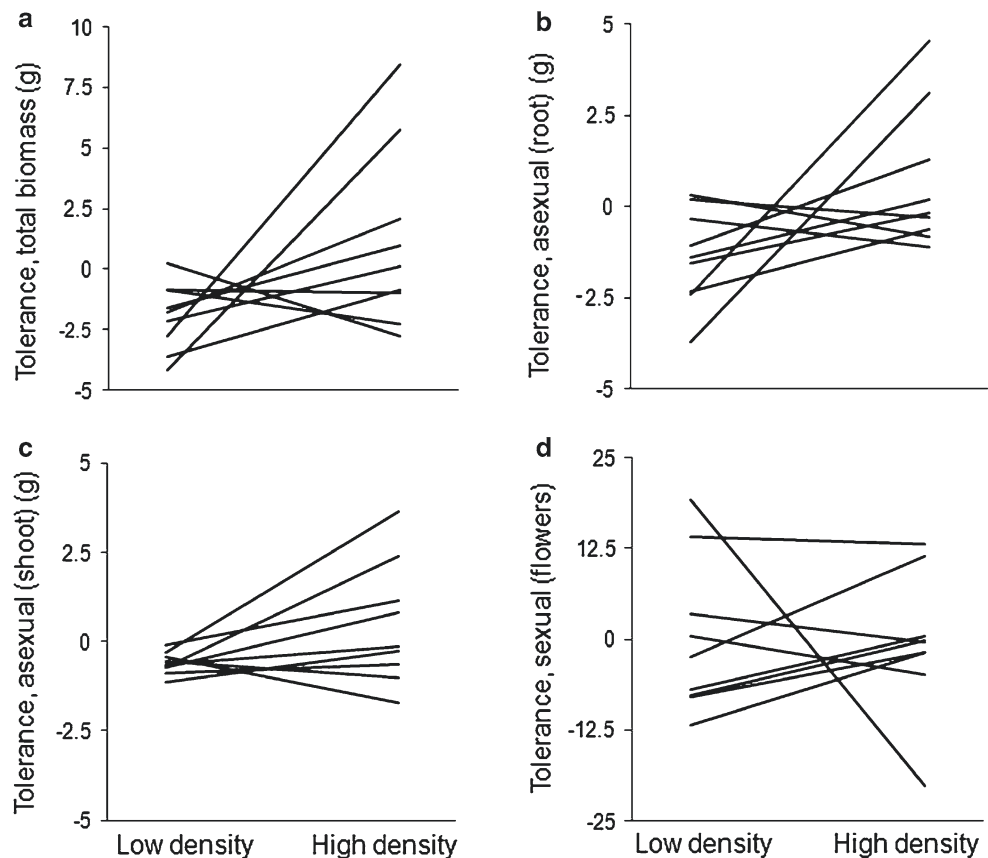 a
Tolerance, total biomass (g)
10
7.5
5
2.5
0
-2.5
-5
b
Tolerance, asexual (root) (g)
5
2.5
0
-2.5
-5
c
Tolerance, asexual (shoot) (g)
5
2.5
0
-2.5
-5
Low density High density
d
Tolerance, sexual (flowers)
25
12.5
0
-12.5
-25
Low density High density